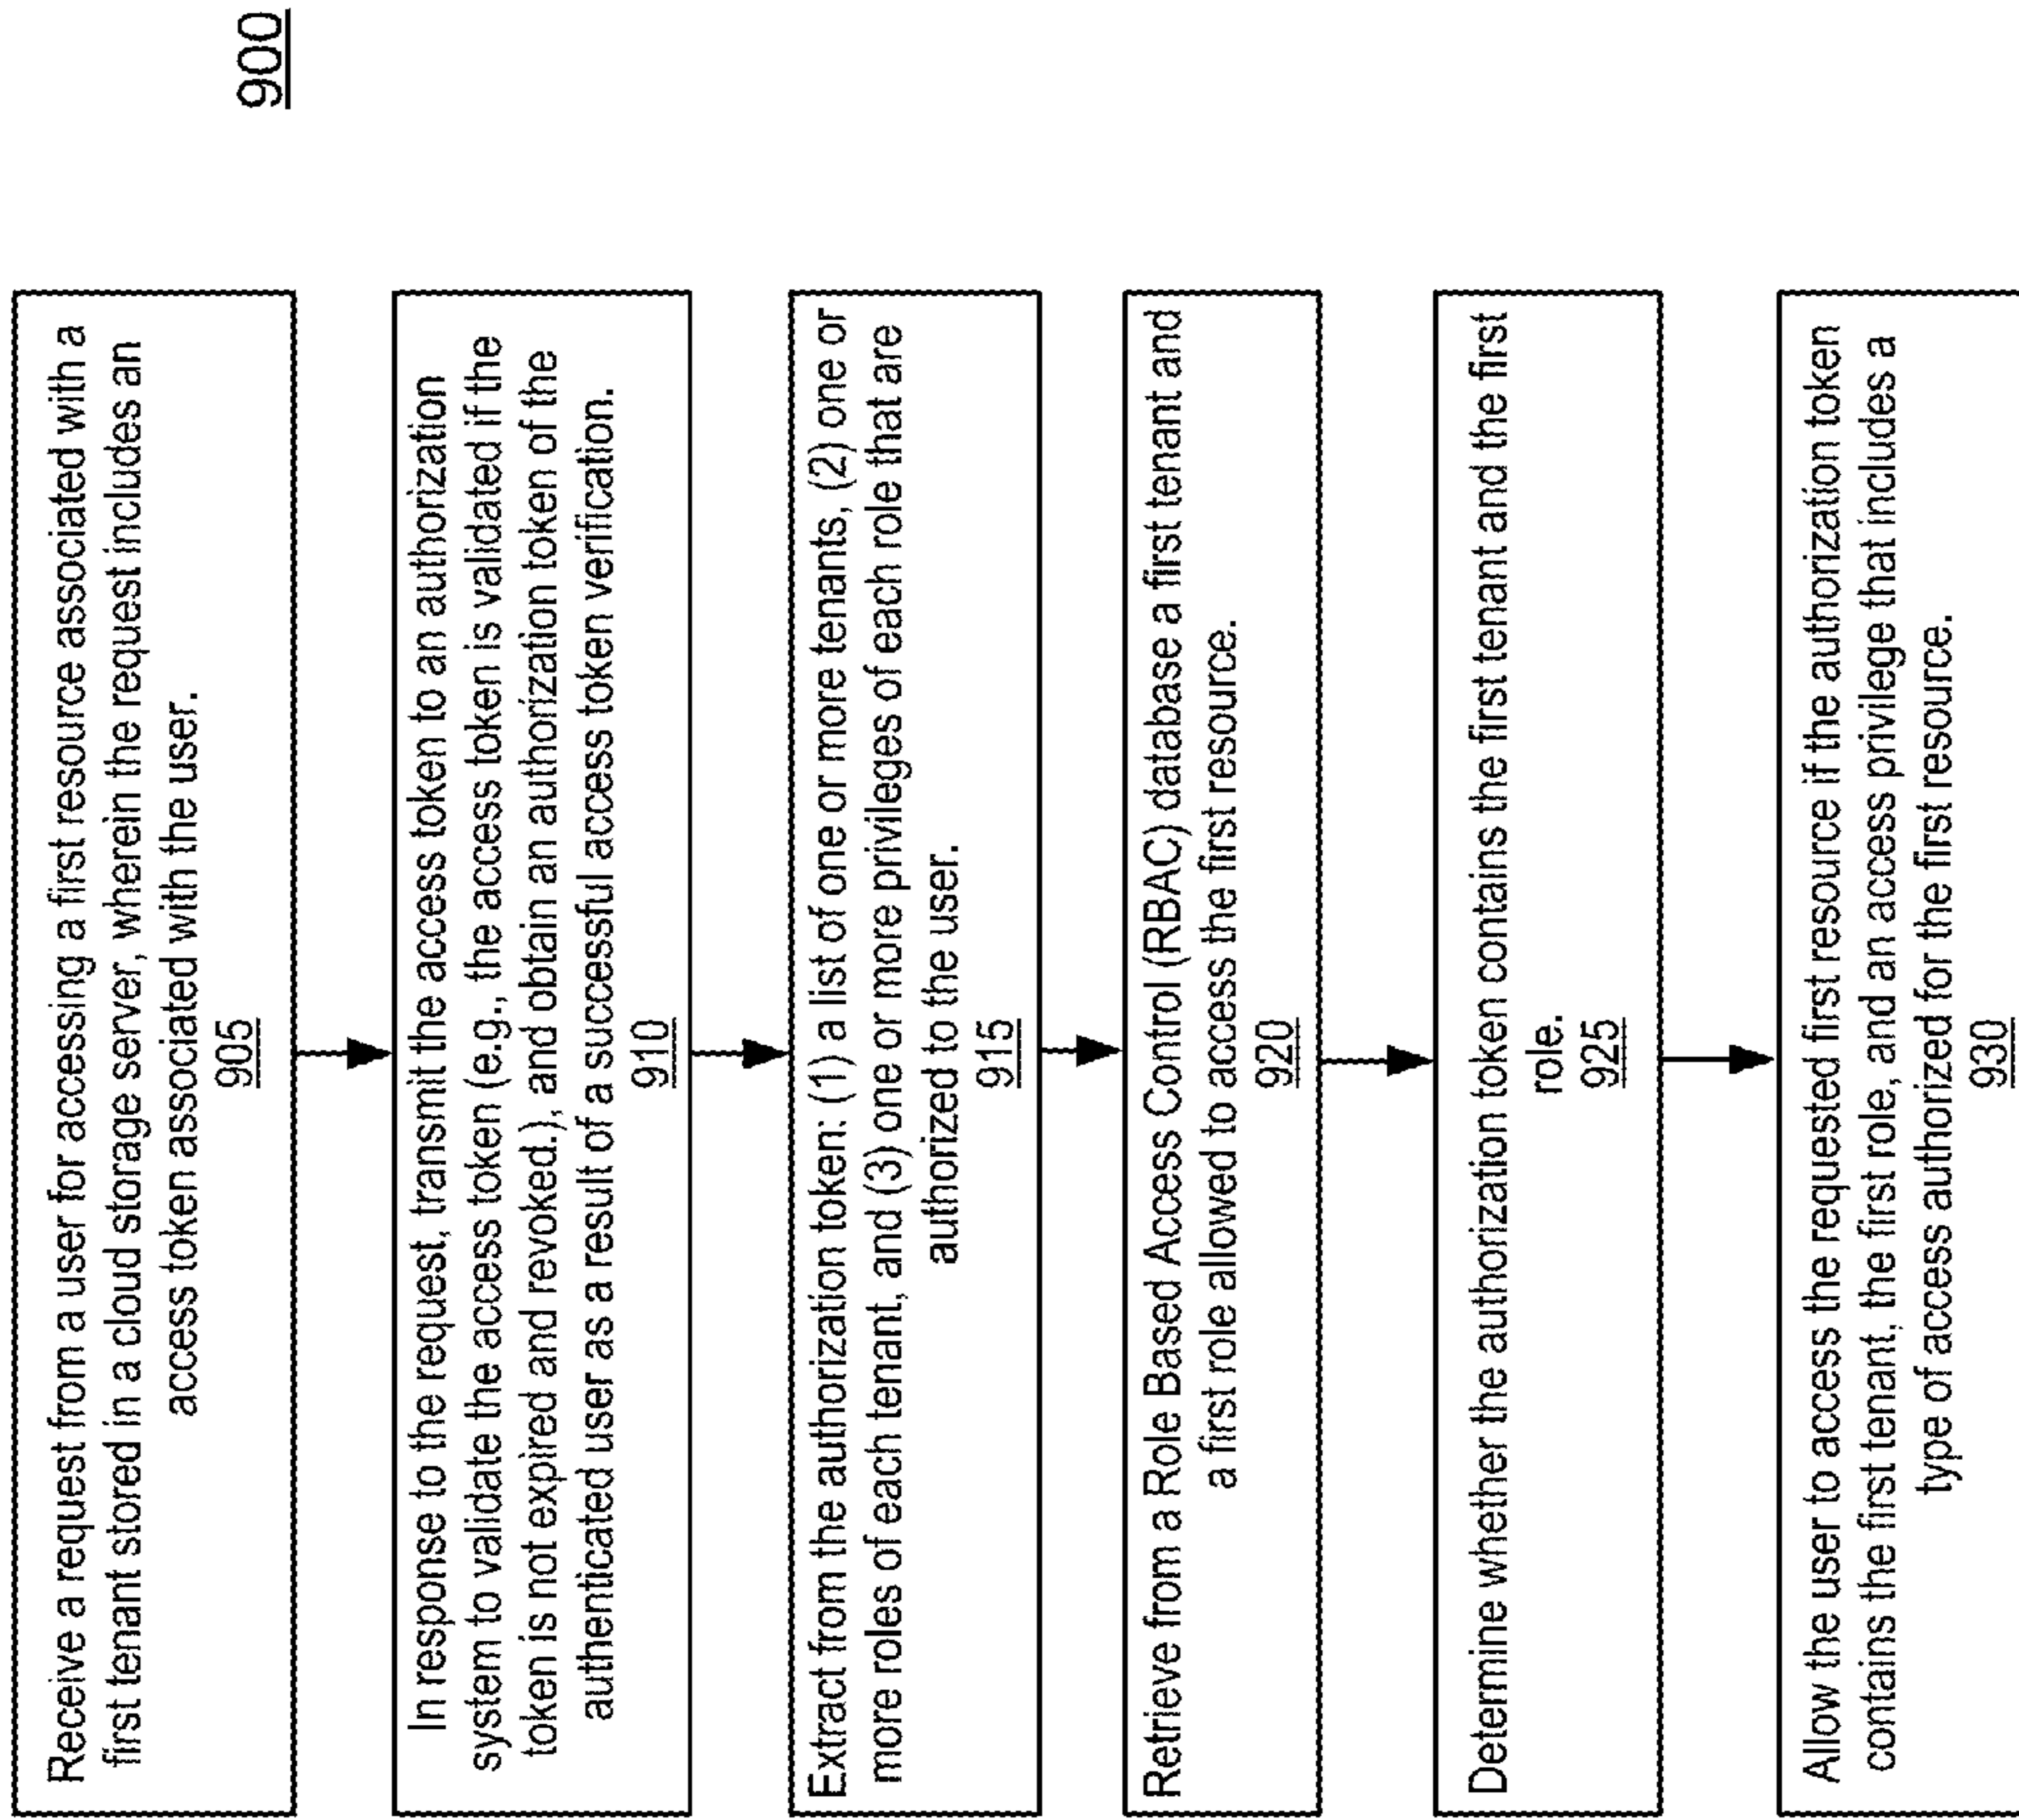 900
Receive a request from a user for accessing a first resource associated with a
first tenant stored in a cloud storage server, wherein the request includes an
access token associated with the user.
905
In response to the request, transmit the access token to an authorization
system to validate the access token (e.g., the access token is validated if the
token is not expired and revoked.), and obtain an authorization token of the
authenticated user as a result of a successful access token verification.
910
Extract from the authorization token: (1) a list of one or more tenants, (2) one or
more roles of each tenant, and (3) one or more privileges of each role that are
authorized to the user.
915
Retrieve from a Role Based Access Control (RBAC) database a first tenant and
a first role allowed to access the first resource.
920
Determine whether the authorization token contains the first tenant and the first
role.
925
Allow the user to access the requested first resource if the authorization token
contains the first tenant, the first role, and an access privilege that includes a
type of access authorized for the first resource.
930